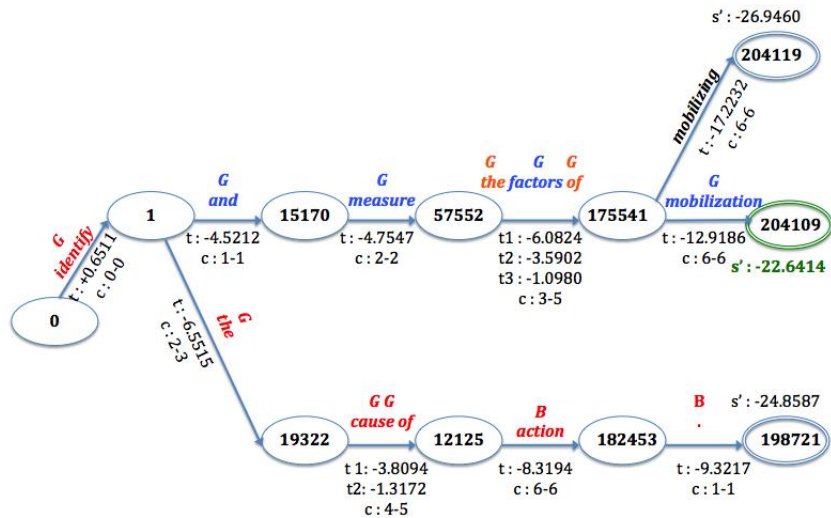 s' : -26.9460
204119
mobilizing
t : -17.2232
c : 6-6
G G G
the factors of
G
mobilization
G
and
G
measure
1
15170
57552
175541
204109
G
identify
t : +0.6511
c : 0-0
t : -4.5212
c : 1-1
t : -4.7547
c : 2-2
t1 : -6.0824
t2 : -3.5902
t3 : -1.0980
c : 3-5
t : -12.9186
c : 6-6
s' : -22.6414
0
G
the
t : -6.5515
c : 2-3
G G
cause of
B
action
B
.
s' : -24.8587
19322
12125
182453
198721
t 1: -3.8094
t2: -1.3172
c : 4-5
t : -8.3194
c : 6-6
t : -9.3217
c : 1-1